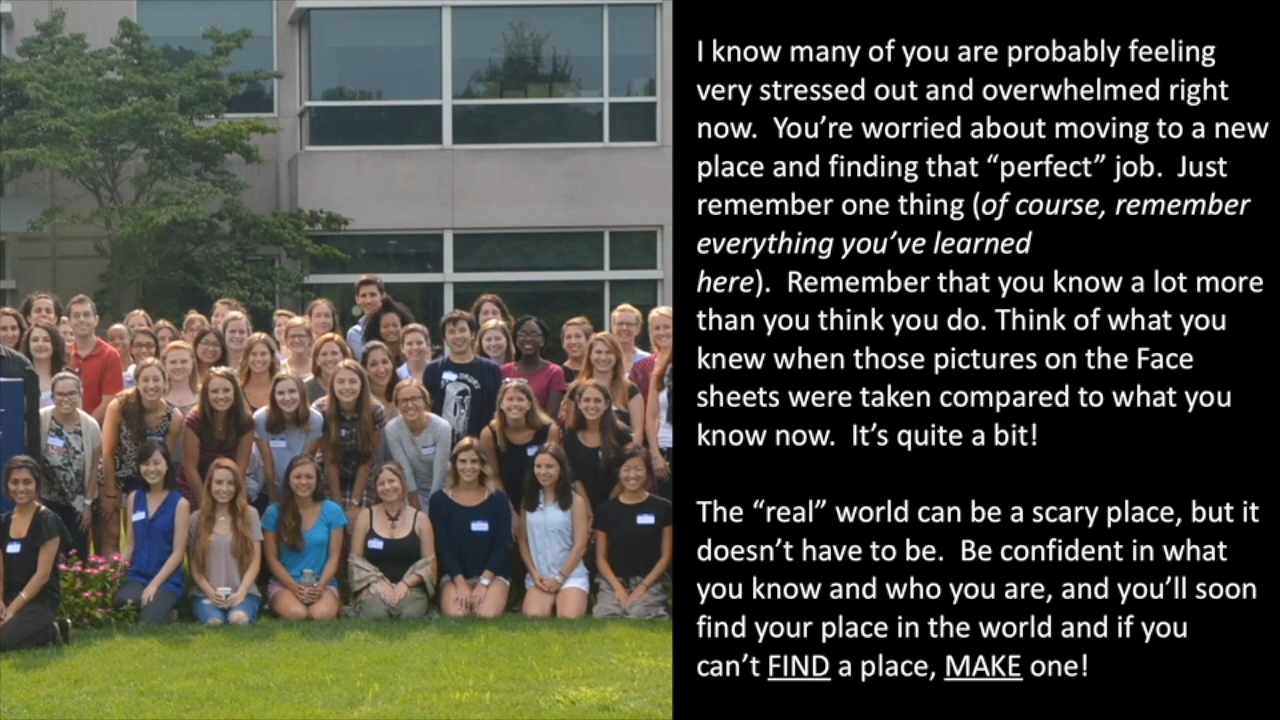 I know many of you are probably feeling
very stressed out and overwhelmed right
now.  You’re worried about moving to a new
place and finding that “perfect” job.  Just
remember one thing (of course, remember
everything you’ve learned
here).  Remember that you know a lot more
than you think you do. Think of what you
knew when those pictures on the Face
sheets were taken compared to what you
know now.  It’s quite a bit!

The “real” world can be a scary place, but it
doesn’t have to be.  Be confident in what
you know and who you are, and you’ll soon
find your place in the world and if you
can’t FIND a place, MAKE one!